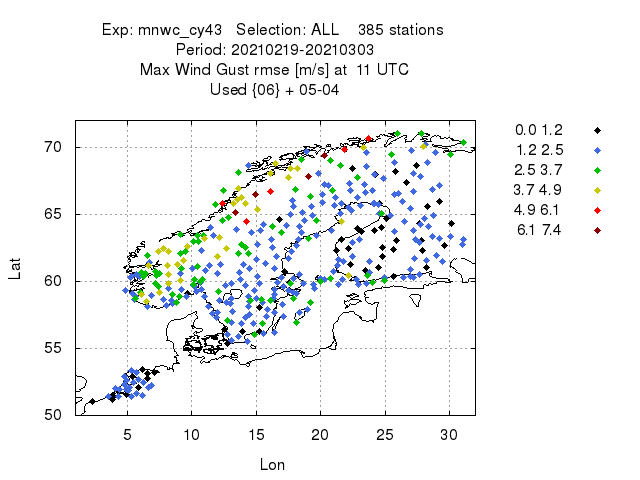 Exp: mnwc_cy43 Selection: ALL 385 stations
Period: 20210219-20210303
Max Wind Gust rmse [m/s] at 11 UTC
Used {06} + 05-04
0.0 1.2
1.2 2.5
2.5 3.7
3.7 4.9
4.9 6.1
6.1 7.4
70
65
60
55
50
Lat
5 10 15 20 25 30
Lon